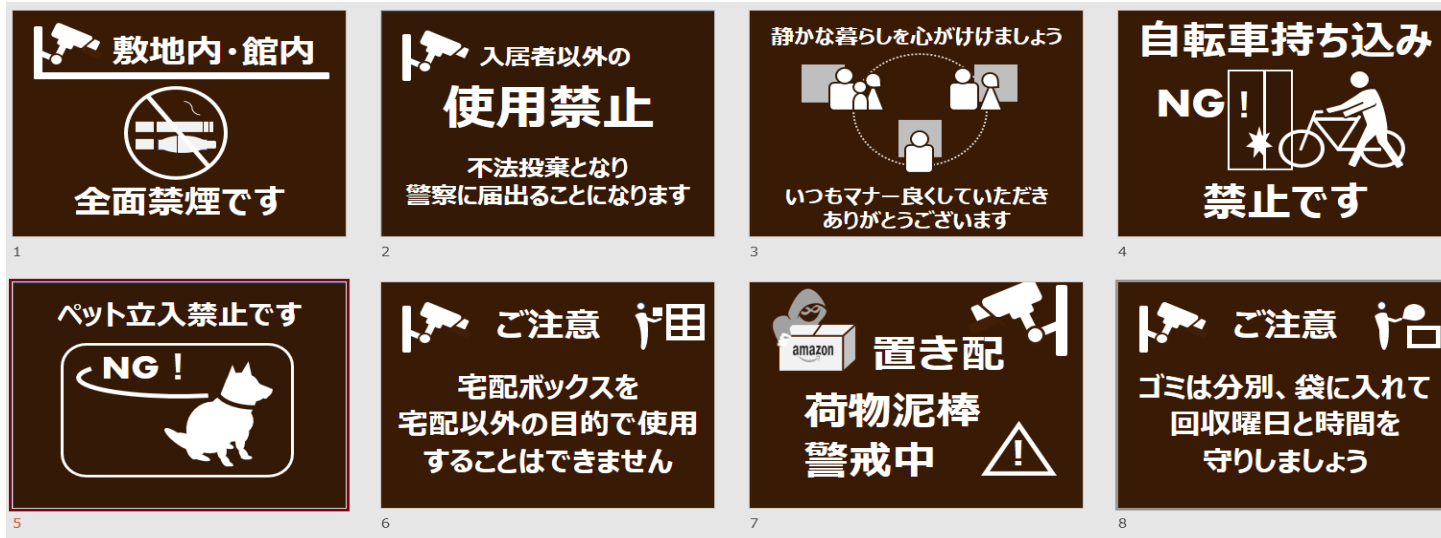 敷地内・館内
全面禁煙です
1
入居者以外の
使用禁止
不法投棄となり
警察に届出ることになります
2
静かな暮らしを心がけけましょう
いつもマナー良くしていただき
ありがとうございます
3
自転車持ち込み
NG！
禁止です
4
ペット立入禁止です
NG！
5
ご注意
宅配ボックスを
宅配以外の目的で使用
することはできません
6
amazon
置き配
荷物泥棒
警戒中
!
7
ご注意
ゴミは分別、袋に入れて
回収曜日と時間を
守りしましょう
8